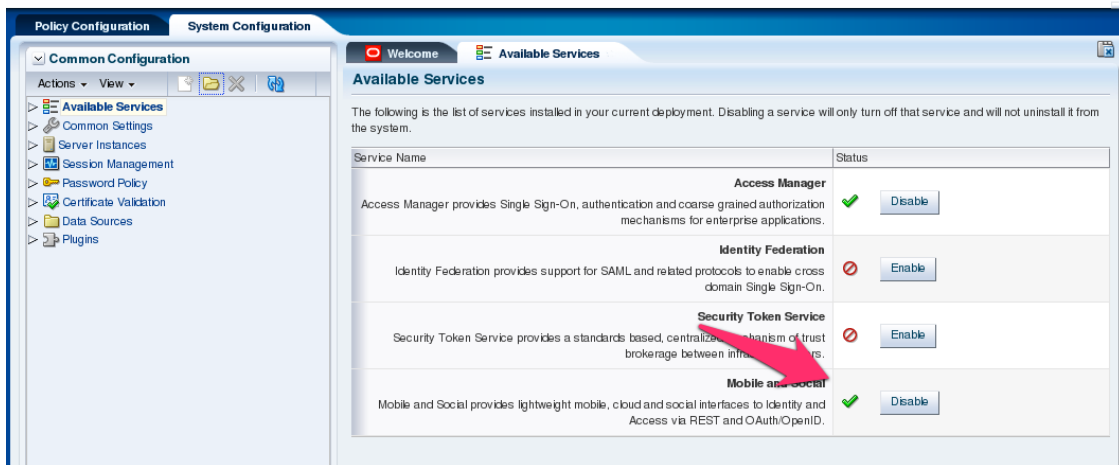 Policy Configuration
System Configuration
Common Configuration
Actions
View
Available Services
Common Settings
Server Instances
Session Management
Password Policy
Certificate Validation
Data Sources
Plugins
Welcome
Available Services
Available Services
The following is the list of services installed in your current deployment. Disabling a service will only turn off that service and will not uninstall it from
the system.
Service Name
Status
Access Manager
Access Manager provides Single Sign-On, authentication and coarse grained authorization
mechanisms for enterprise applications.
Disable
Identity Federation
Identity Federation provides support for SAML and related protocols to enable cross
domain Single Sign-On.
Enable
Security Token Service
Security Token Service provides a standards based, of trust
brokerage between
Enable
Mobile and Social
Mobile and Social provides lightweight mobile, cloud and social interfaces to Identity and
Access via REST and OAuth/OpenID.
Disable